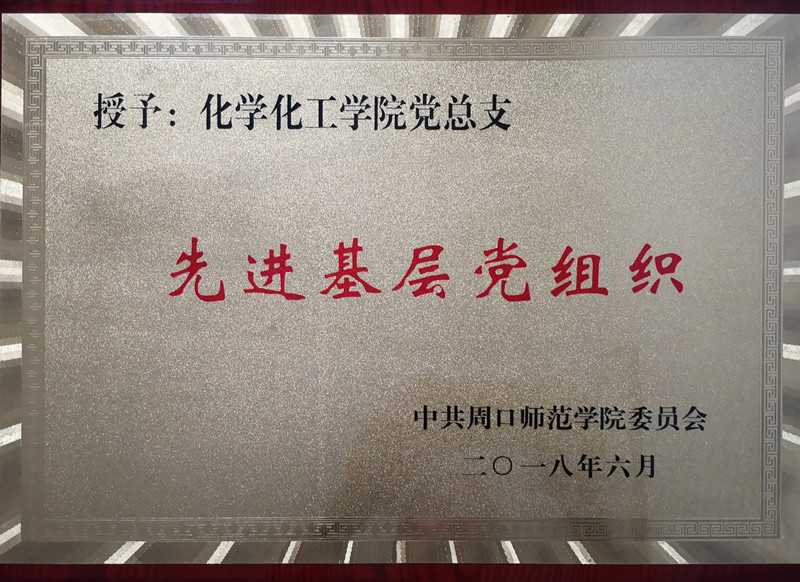 授予：化学化工学院党总支
先进基层党组织
中共周口师范学院委员会
二〇一八年六月